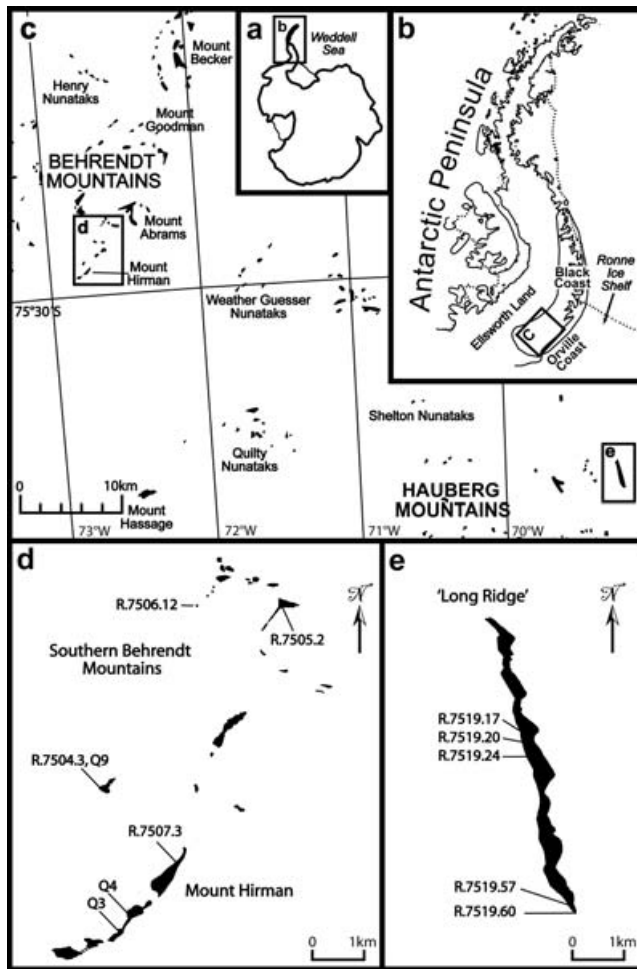 c
Mount
Becker
Henry
Nunataks
Mount
Goodman
BEHRENDT
MOUNTAINS
d
Mount
Abrams
Mount
Hirman
75°30'S
Weather Guesser
Nunataks
Shelton Nunataks
Quilty
Nunataks
0 10km
Mount
Hassage
HAUBERG
MOUNTAINS
e
73°W
72°W
71°W
70°W
a
b
Weddell
Sea
b
Antarctic Peninsula
Black
Coast
Ronne
Ice
Shelf
Ellsworth Land
C
Orville
Coast
d
N
R.7506.12
R.7505.2
Southern Behrendt
Mountains
R.7504.3, Q9
R.7507.3
Q4
Q3
Mount Hirman
0 1km
e
'Long Ridge'
N
R.7519.17
R.7519.20
R.7519.24
R.7519.57
R.7519.60
0 1km